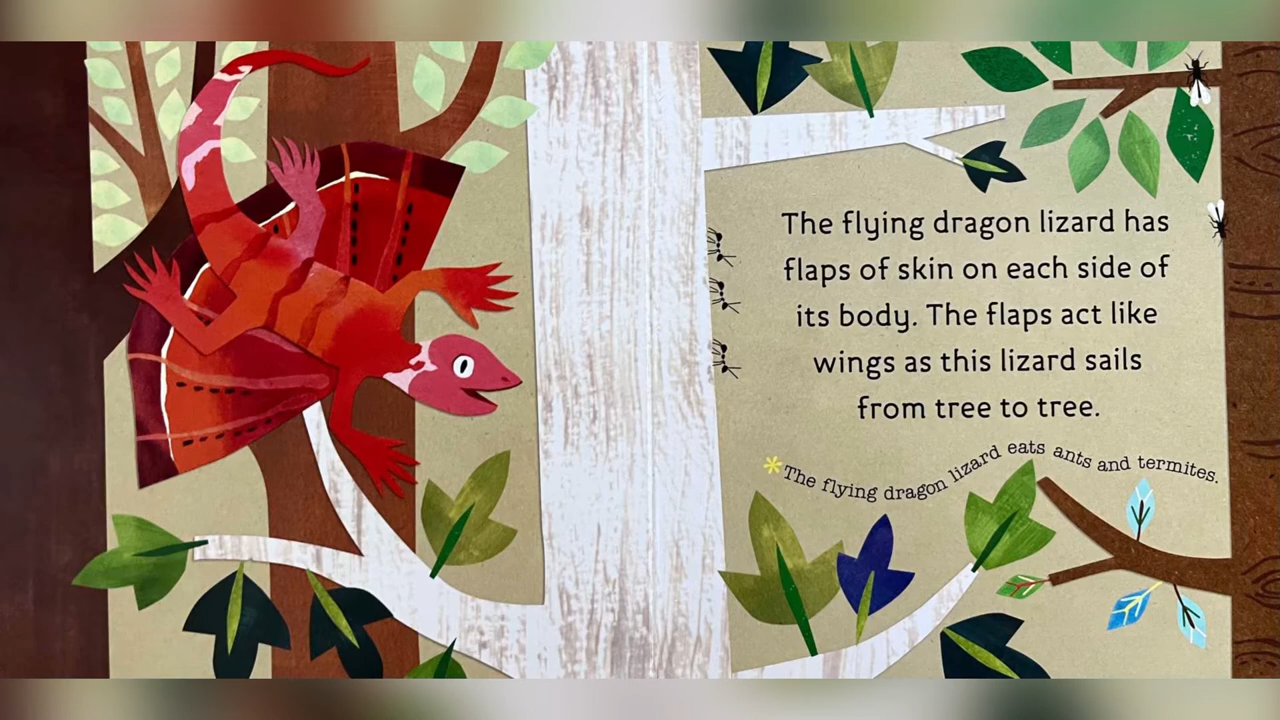 The flying dragon lizard has
flaps of skin on each side of
its body. The flaps act like
wings as this lizard sails
from tree to tree.
*The flying dragon lizard eats ants and termites.